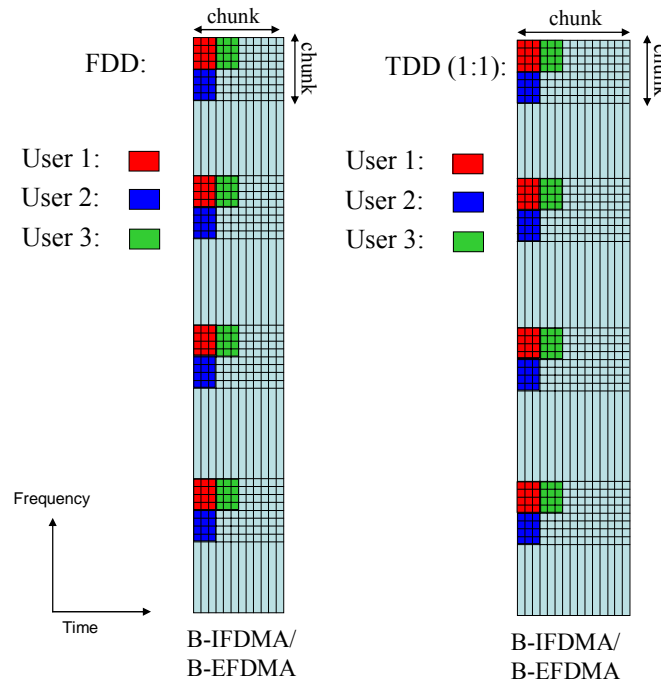 chunk
chunk
FDD:
User 1:
User 2:
User 3:
Frequency
Time
B-IFDMA/
B-EFDMA
chunk
chunk
TDD (1:1):
User 1:
User 2:
User 3:
B-IFDMA/
B-EFDMA